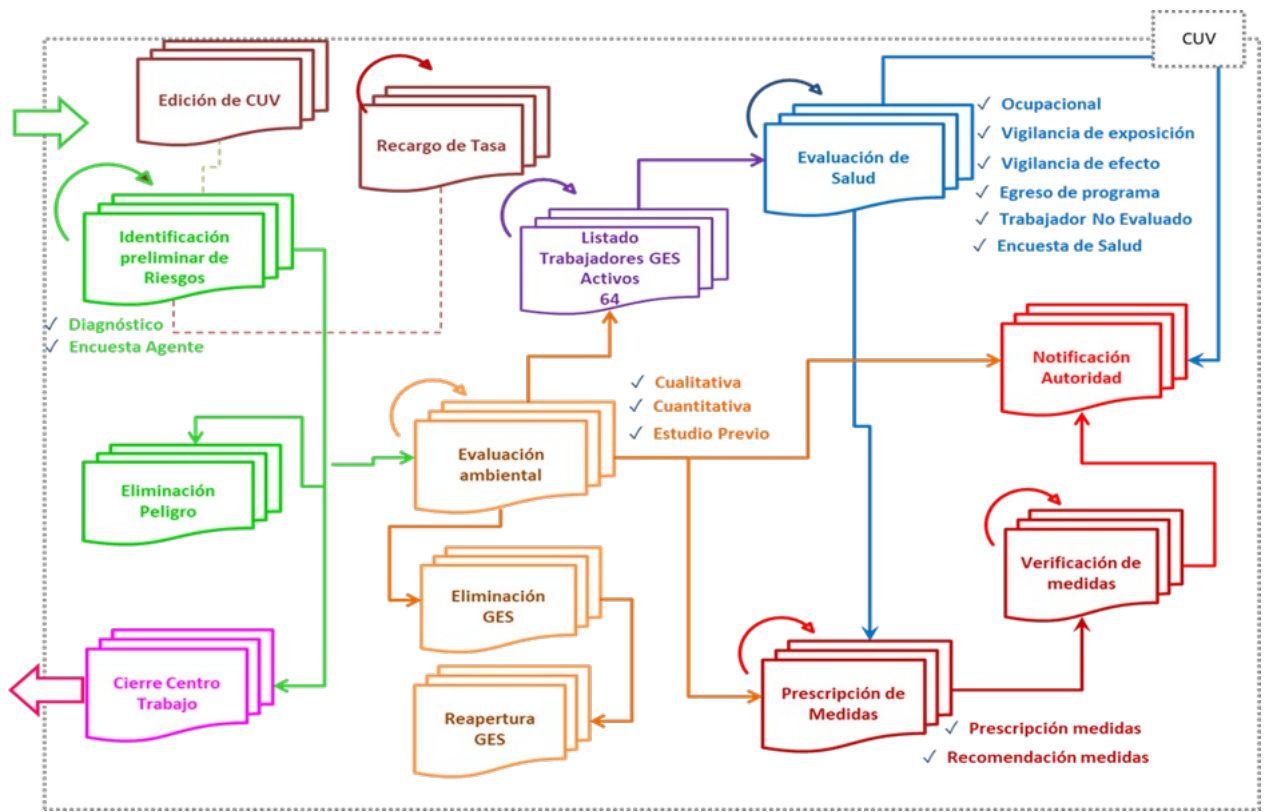 CUV
Edición de CUV
Recargo de Tasa
Evaluación de
Salud
✓ Ocupacional
✓ Vigilancia de exposición
✓ Vigilancia de efecto
✓ Egreso de programa
✓ Trabajador No Evaluado
✓ Encuesta de Salud
Identificación
preliminar de
Riesgos
✓ Diagnóstico
✓ Encuesta Agente
Listado
Trabajadores GES
Activos
64
Notificación
Autoridad
✓ Cualitativa
✓ Cuantitativa
✓ Estudio Previo
Evaluación
ambiental
Eliminación
Peligro
Eliminación
GES
Verificación de
medidas
Cierre Centro
Trabajo
Reapertura
GES
Prescripción de
Medidas
✓ Prescripción medidas
✓ Recomendación medidas